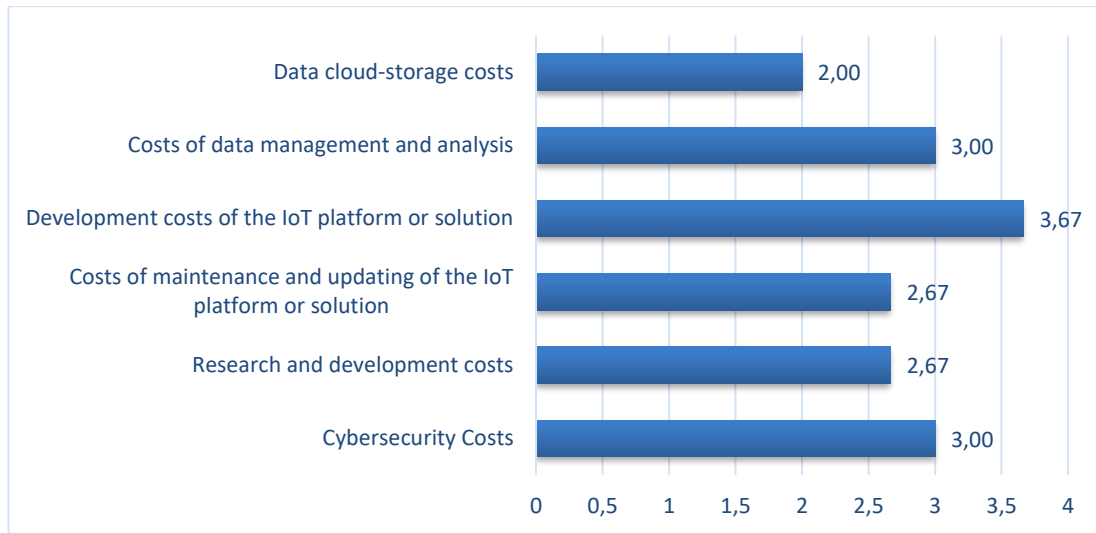 Data cloud-storage costs
2,00
Costs of data management and analysis
3,00
Development costs of the IoT platform or solution
3,67
Costs of maintenance and updating of the IoT
platform or solution
2,67
Research and development costs
2,67
Cybersecurity Costs
3,00
0 0,5 1 1,5 2 2,5 3 3,5 4